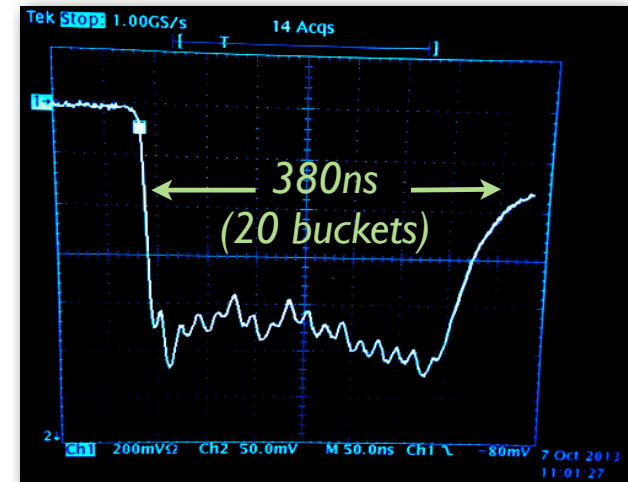 Tek Stop: 1.00GS/s 14 Acqs
[ T ]
1→
380ns
(20 buckets)
2↓
Ch1 200mVΩ Ch2 50.0mV M 50.0ns Ch1 ⎍ -80mV 7 Oct 2013
11:01:27